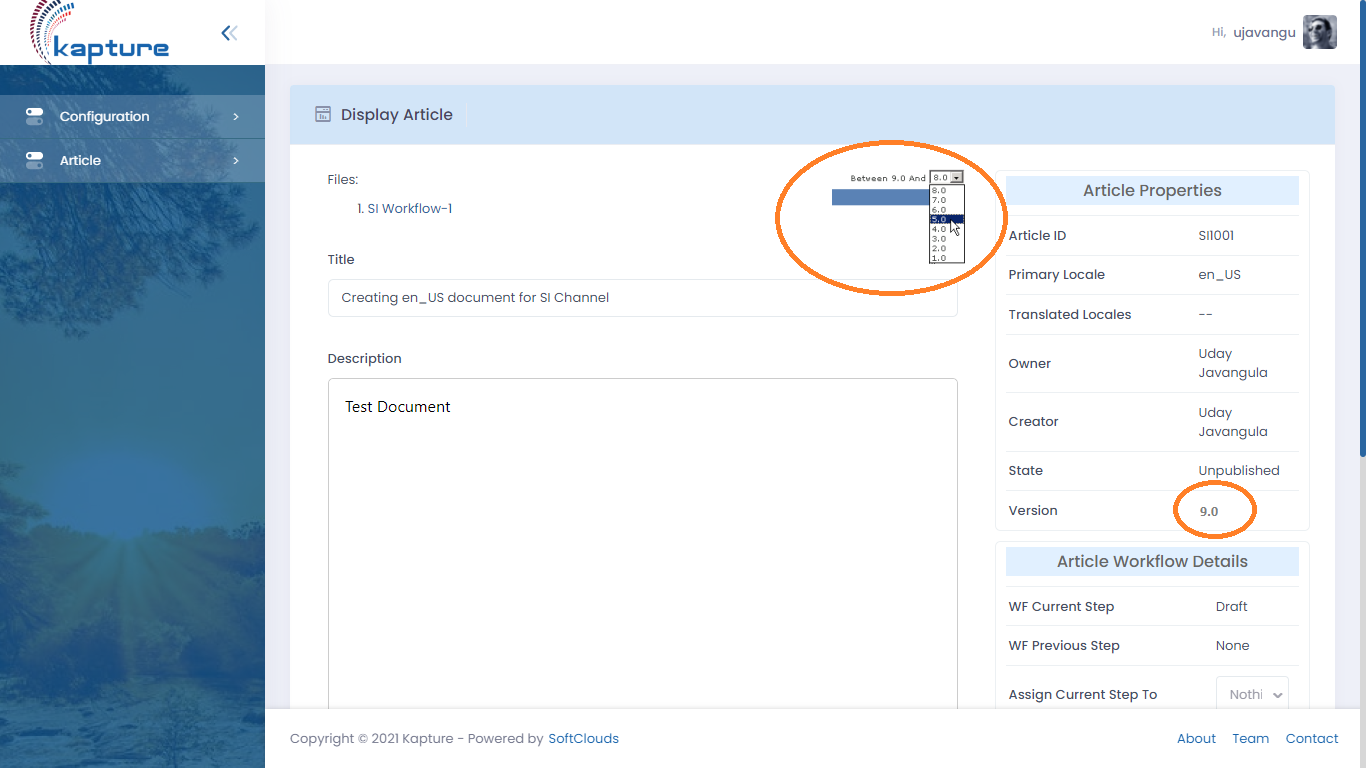 kapture
Hi, ujavangu
Configuration
Article
Display Article
Files:
1. SI Workflow-1
Between 9.0 And 8.0
8.0
7.0
6.0
5.0
4.0
3.0
2.0
1.0
Title
Creating en_US document for SI Channel
Description
Test Document
Article Properties
Article ID SI1001
Primary Locale en_US
Translated Locales --
Owner Uday
Javangula
Creator Uday
Javangula
State Unpublished
Version 9.0
Article Workflow Details
WF Current Step Draft
WF Previous Step None
Assign Current Step To Nothi
Copyright © 2021 Kapture - Powered by SoftClouds
About Team Contact